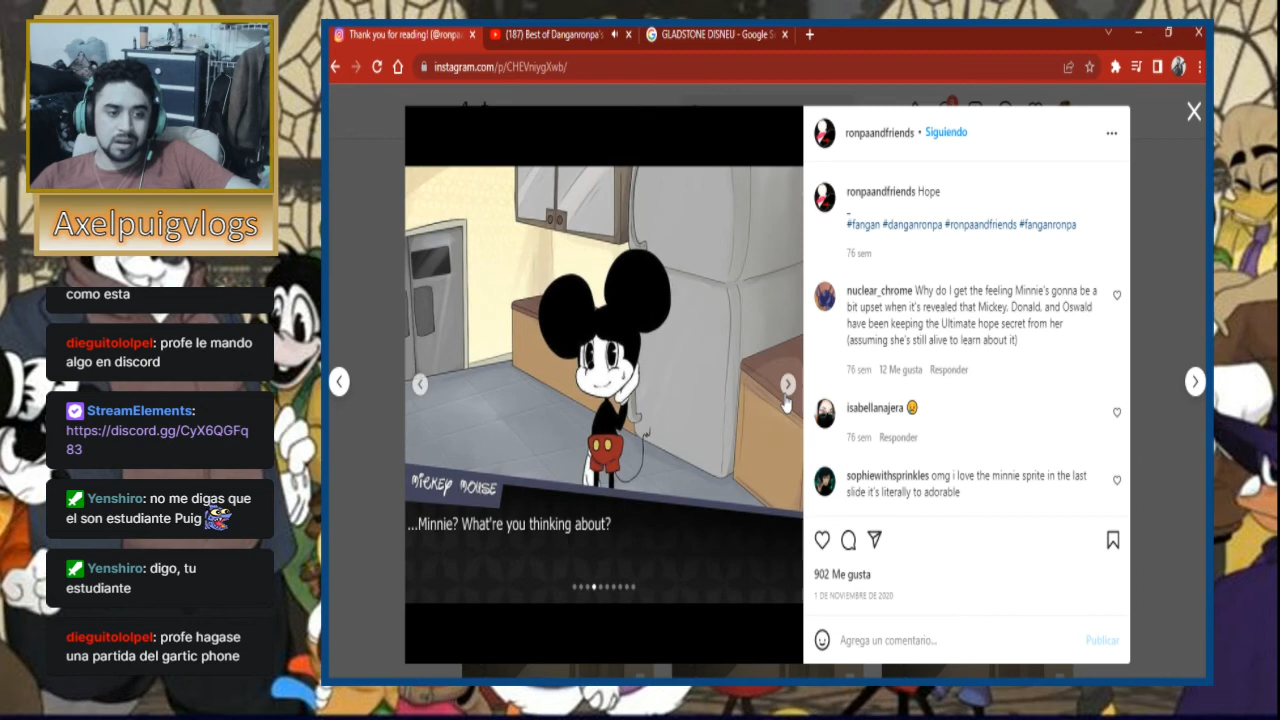 Axelpuigvlogs
como esta
dieguitololpel: profe le mando
algo en discord
StreamElements:
https://discord.gg/CyX6QGFq
83
Yenshiro: no me digas que
el son estudiante Puig
Yenshiro: digo, tu
estudiante
dieguitololpel: profe hagase
una partida del gartic phone
Thank you for reading! (@ronpa
(187) Best of Danganronpa's
GLADSTONE DISNEU - Google S
instagram.com/p/CHEVniygXwb/
MICKEY MOUSE
...Minnie? What're you thinking about?
ronpaandfriends • Siguiendo
ronpaandfriends Hope
_
#fangan #danganronpa #ronpaandfriends #fanganronpa
76 sem
nuclear_chrome Why do I get the feeling Minnie's gonna be a
bit upset when it's revealed that Mickey, Donald, and Oswald
have been keeping the Ultimate hope secret from her
(assuming she's still alive to learn about it)
76 sem 12 Me gusta Responder
isabellanajera
76 sem Responder
sophiewithsprinkles omg i love the minnie sprite in the last
slide it's literally to adorable
902 Me gusta
1 DE NOVIEMBRE DE 2020
Agrega un comentario...
Publicar